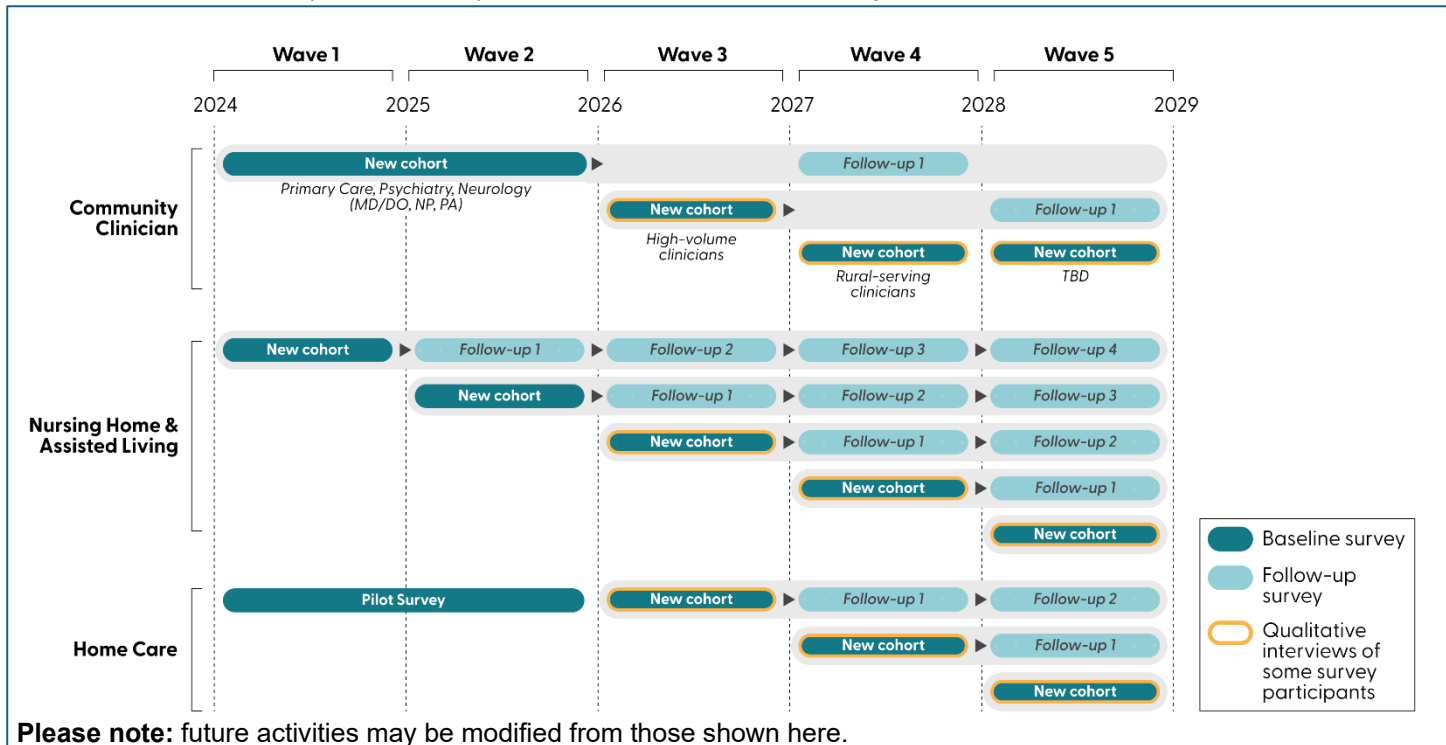 Wave 1 Wave 2 Wave 3 Wave 4 Wave 5
2024 2025 2026 2027 2028 2029
Community
Clinician
New cohort Follow-up 1
Primary Care, Psychiatry, Neurology
(MD/DO, NP, PA)
New cohort Follow-up 1
High-volume
clinicians
New cohort New cohort
Rural-serving
clinicians
TBD
Nursing Home &
Assisted Living
New cohort Follow-up 1 Follow-up 2 Follow-up 3 Follow-up 4
New cohort Follow-up 1 Follow-up 2 Follow-up 3
New cohort Follow-up 1 Follow-up 2
New cohort Follow-up 1
New cohort
Home Care
Pilot Survey New cohort Follow-up 1 Follow-up 2
New cohort Follow-up 1
New cohort
Baseline survey
Follow-up
survey
Qualitative
interviews of
some survey
participants
Please note: future activities may be modified from those shown here.